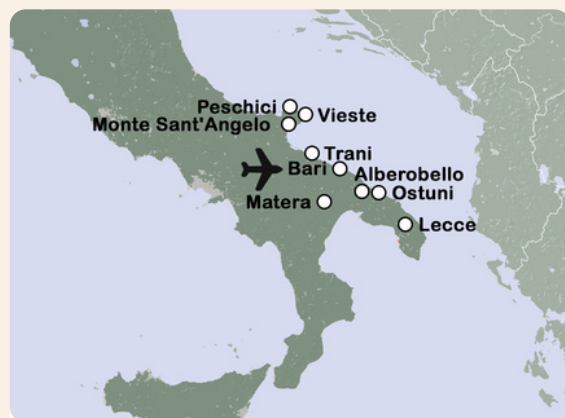 Peschici
Vieste
Monte Sant'Angelo
Trani
Bari
Alberobello
Ostuni
Matera
Lecce